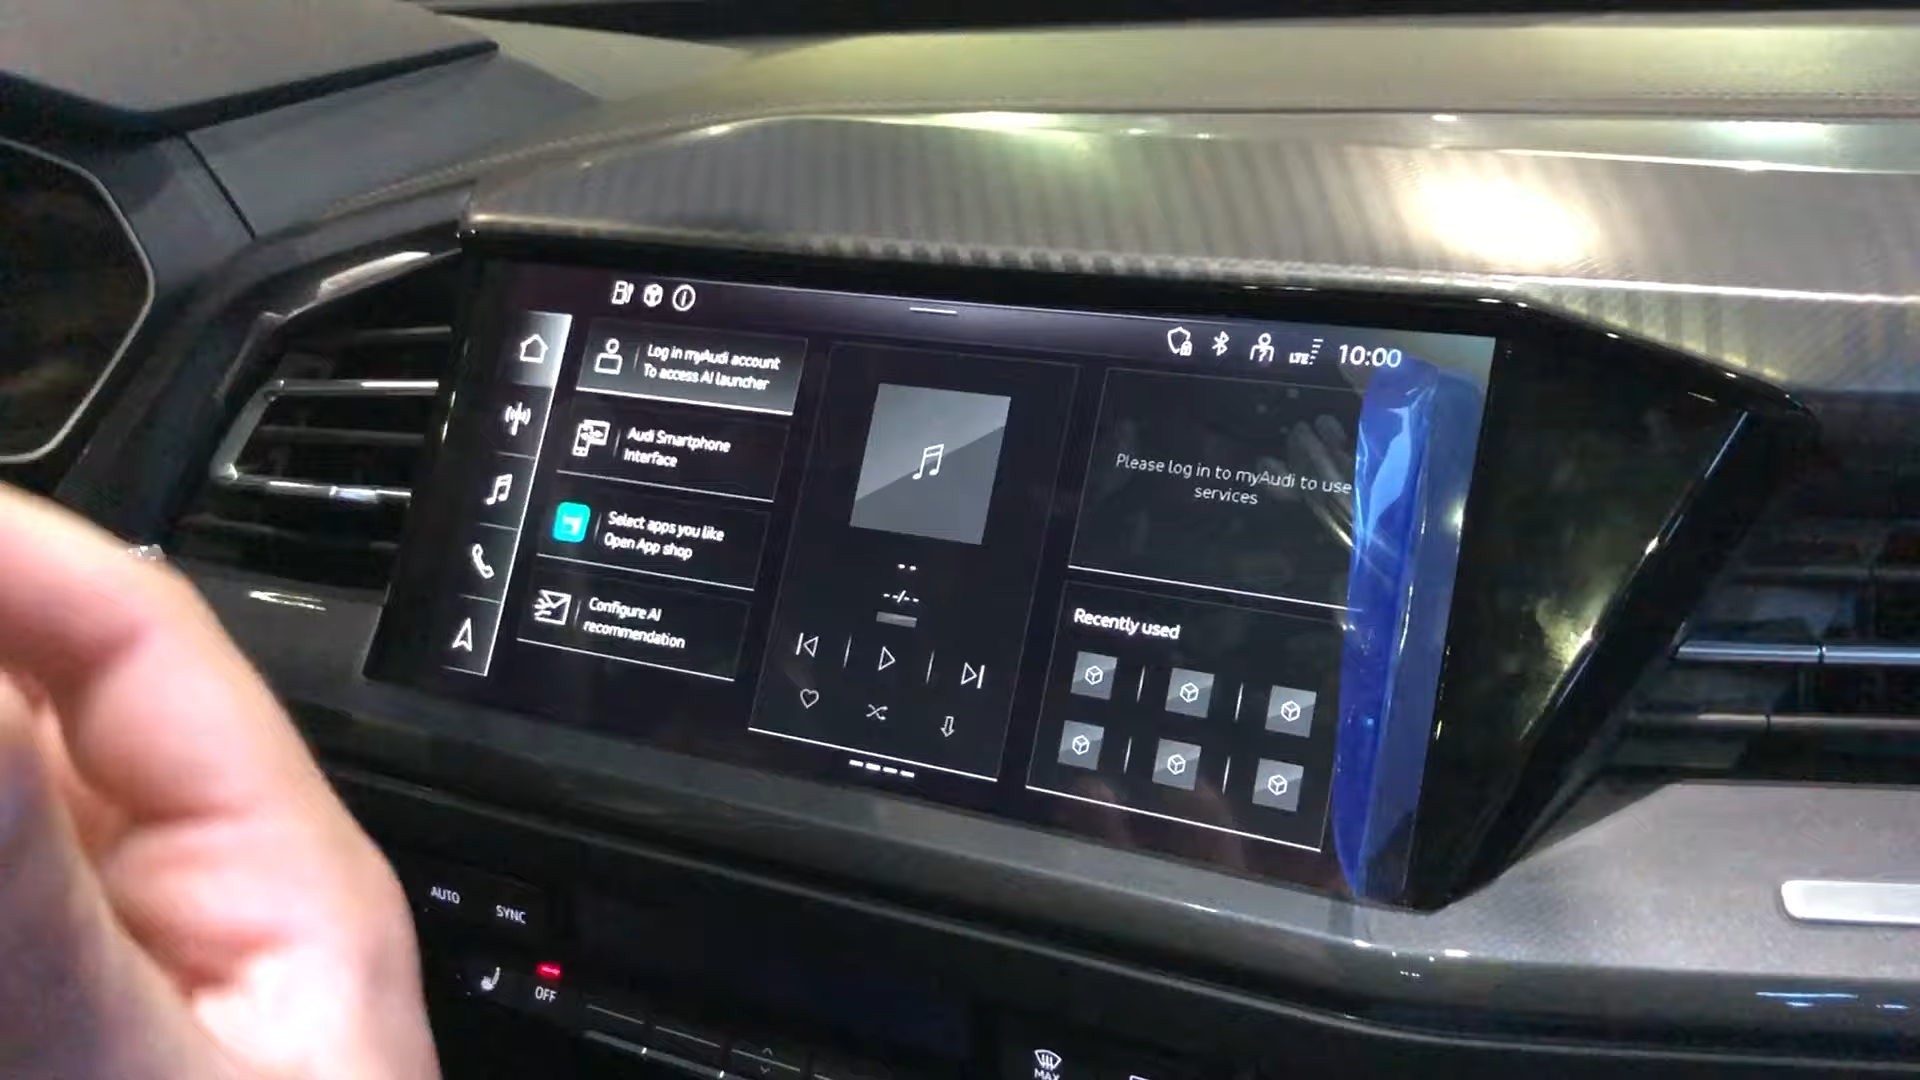 LTE 10:00
Log in myAudi account
To access AI launcher
Audi Smartphone
Interface
Select apps you like
Open App shop
Configure AI
recommendation
--
--/--
Please log in to myAudi to use
services
Recently used
AUTO
SYNC
OFF
MAX